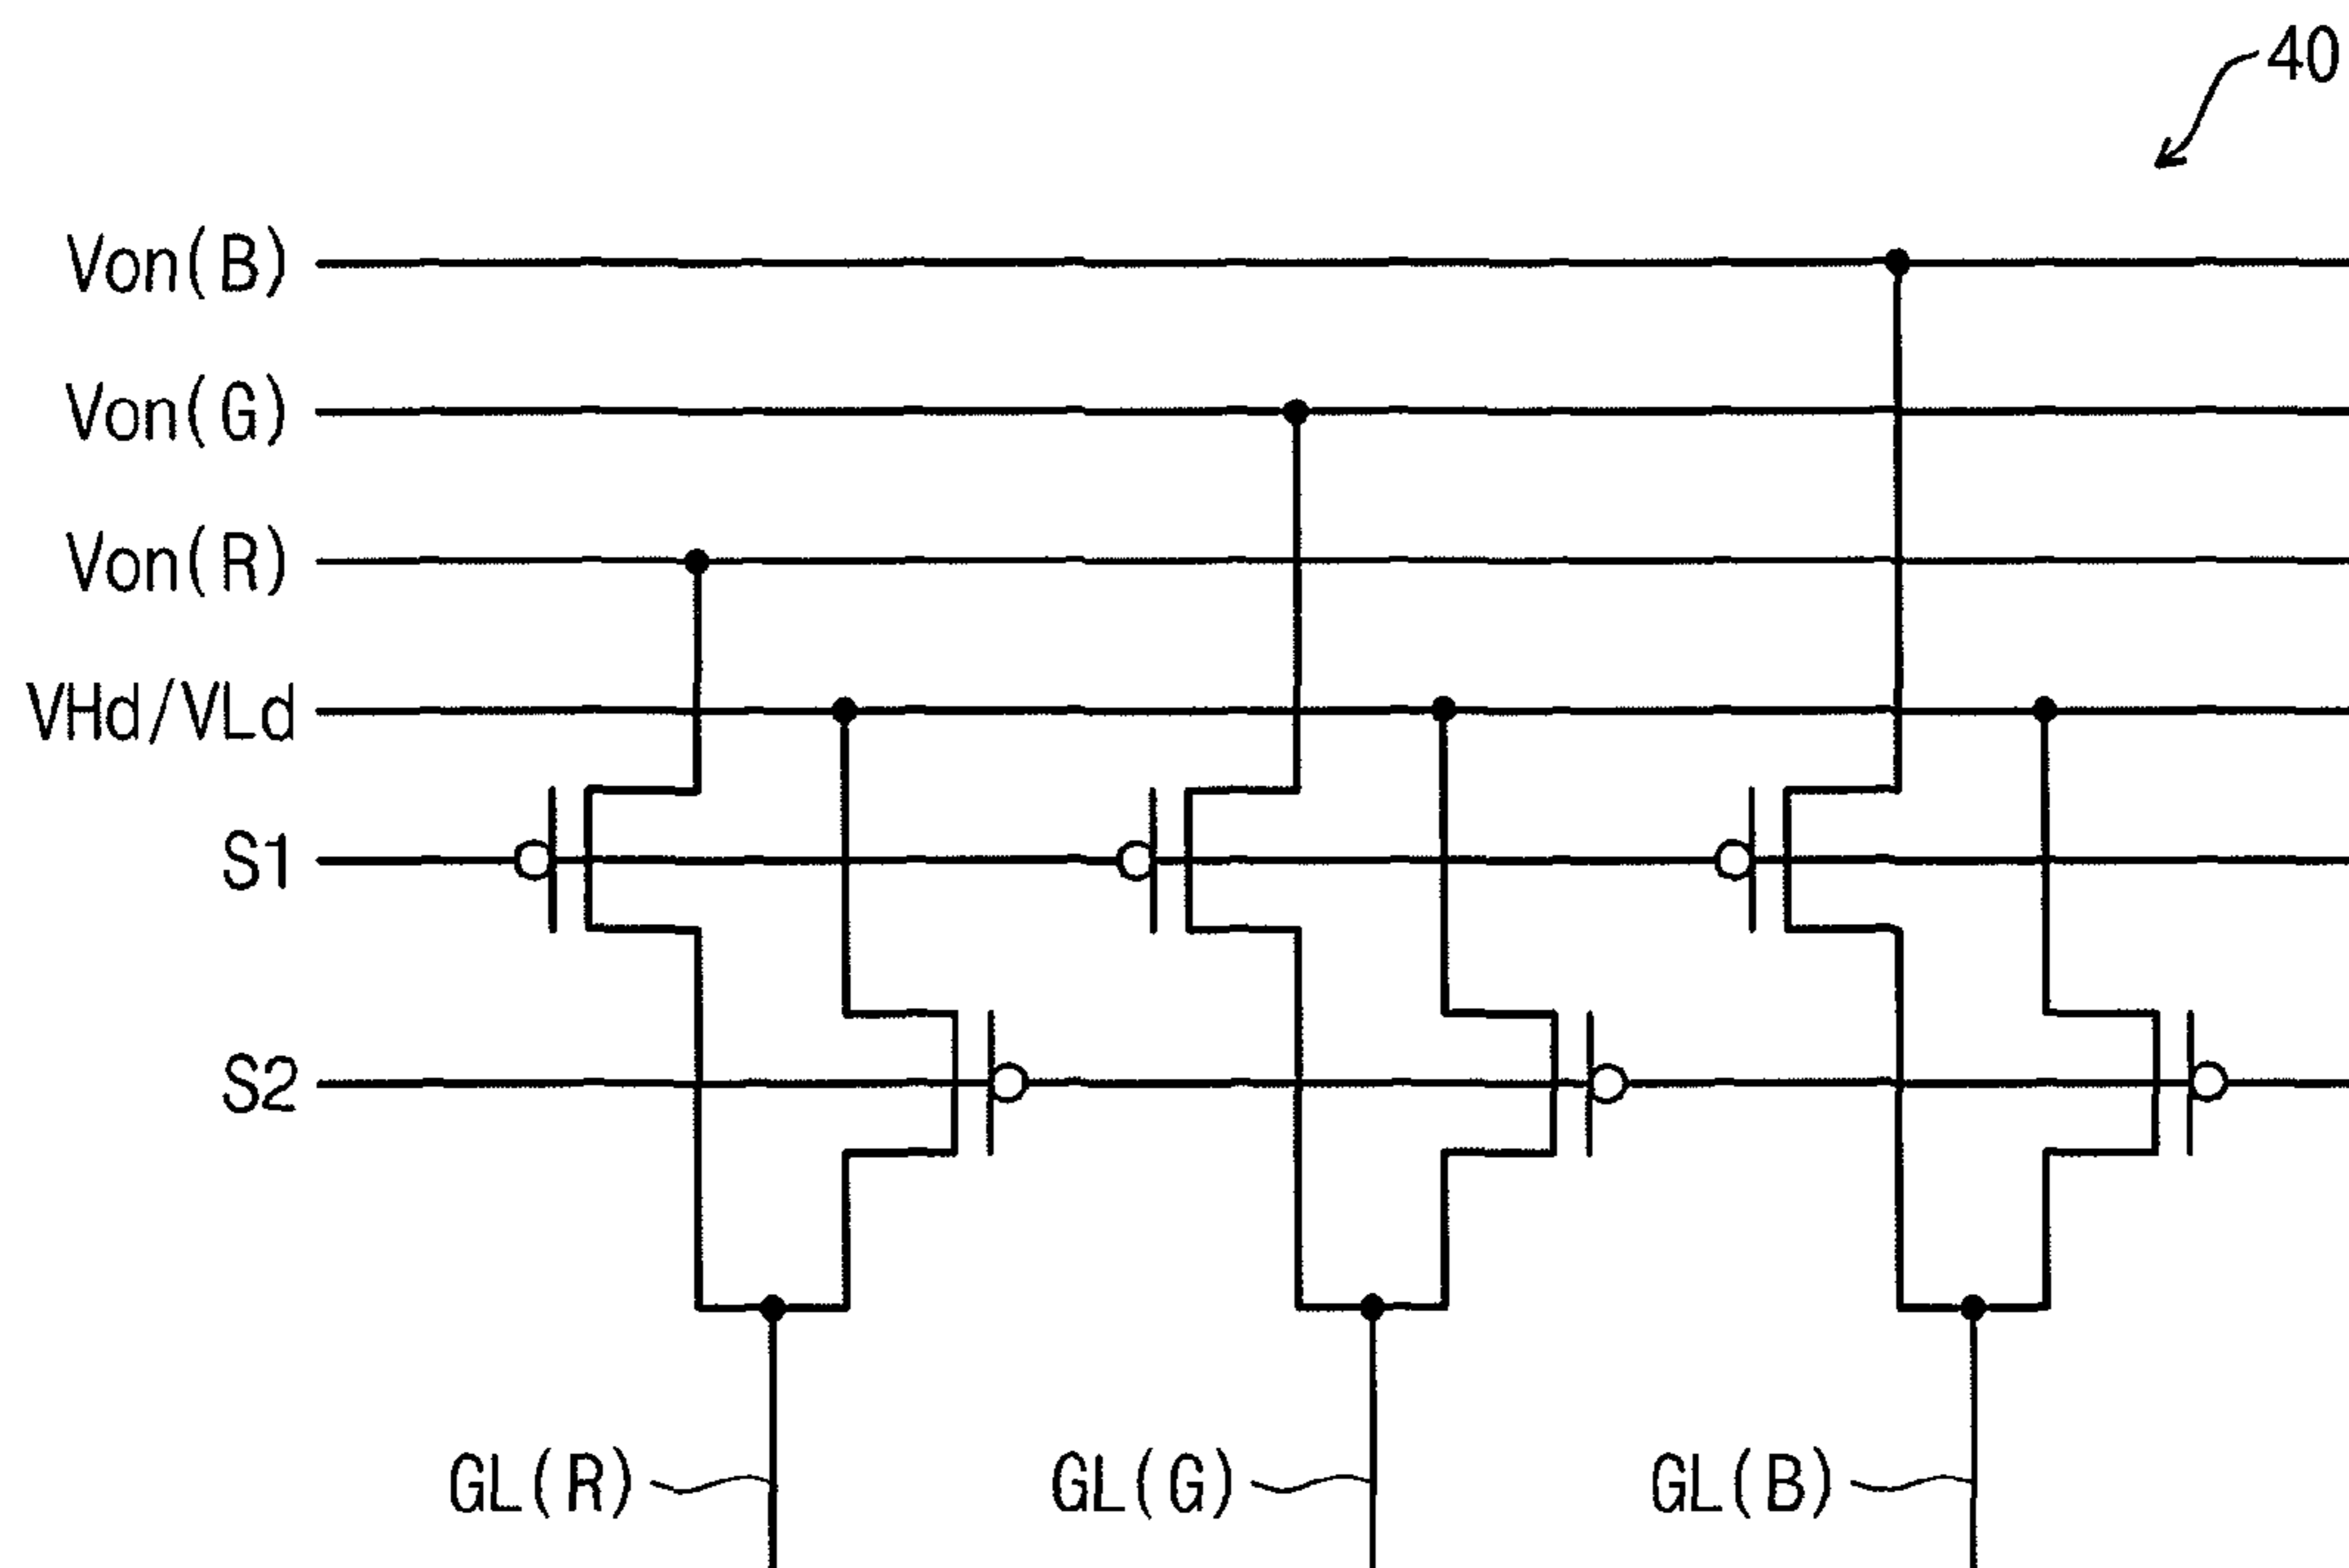 40
Von(B)
Von(G)
Von(R)
VHd/VLd
S1
S2
GL(R) GL(G) GL(B)